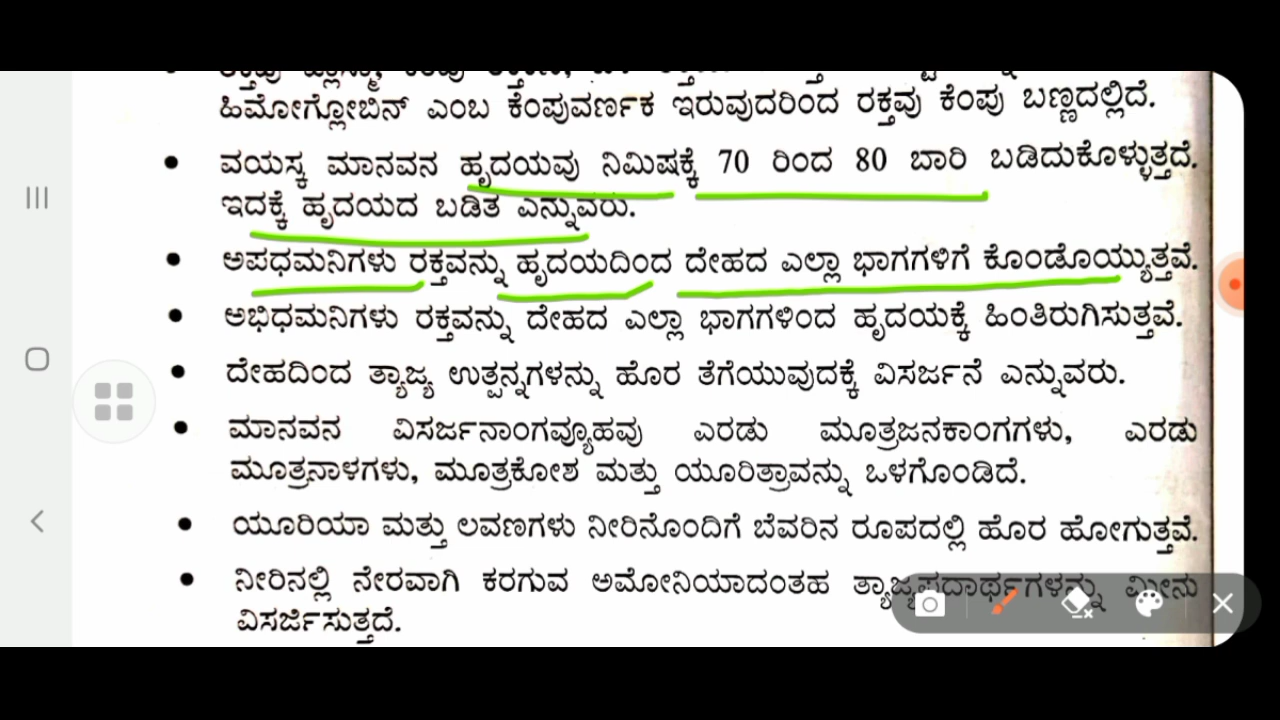 ಹಿಮೋಗ್ಲೋಬಿನ್ ಎಂಬ ಕೆಂಪುವರ್ಣಕ ಇರುವುದರಿಂದ ರಕ್ತವು ಕೆಂಪು ಬಣ್ಣದಲ್ಲಿದೆ.
• ವಯಸ್ಕ ಮಾನವನ ಹೃದಯವು ನಿಮಿಷಕ್ಕೆ 70 ರಿಂದ 80 ಬಾರಿ ಬಡಿದುಕೊಳ್ಳುತ್ತದೆ.
ಇದಕ್ಕೆ ಹೃದಯದ ಬಡಿತ ಎನ್ನುವರು.
• ಅಪಧಮನಿಗಳು ರಕ್ತವನ್ನು ಹೃದಯದಿಂದ ದೇಹದ ಎಲ್ಲಾ ಭಾಗಗಳಿಗೆ ಕೊಂಡೊಯ್ಯುತ್ತವೆ.
• ಅಭಿಧಮನಿಗಳು ರಕ್ತವನ್ನು ದೇಹದ ಎಲ್ಲಾ ಭಾಗಗಳಿಂದ ಹೃದಯಕ್ಕೆ ಹಿಂತಿರುಗಿಸುತ್ತವೆ.
• ದೇಹದಿಂದ ತ್ಯಾಜ್ಯ ಉತ್ಪನ್ನಗಳನ್ನು ಹೊರ ತೆಗೆಯುವುದಕ್ಕೆ ವಿಸರ್ಜನೆ ಎನ್ನುವರು.
• ಮಾನವನ ವಿಸರ್ಜನಾಂಗವ್ಯೂಹವು ಎರಡು ಮೂತ್ರಜನಕಾಂಗಗಳು, ಎರಡು
ಮೂತ್ರನಾಳಗಳು, ಮೂತ್ರಕೋಶ ಮತ್ತು ಯೂರಿತ್ರಾವನ್ನು ಒಳಗೊಂಡಿದೆ.
• ಯೂರಿಯಾ ಮತ್ತು ಲವಣಗಳು ನೀರಿನೊಂದಿಗೆ ಬೆವರಿನ ರೂಪದಲ್ಲಿ ಹೊರ ಹೋಗುತ್ತವೆ.
• ನೀರಿನಲ್ಲಿ ನೇರವಾಗಿ ಕರಗುವ ಅಮೋನಿಯಾದಂತಹ ತ್ಯಾಜ್ಯಪದಾರ್ಥಗಳನ್ನು ಮೀನು
ವಿಸರ್ಜಿಸುತ್ತದೆ.